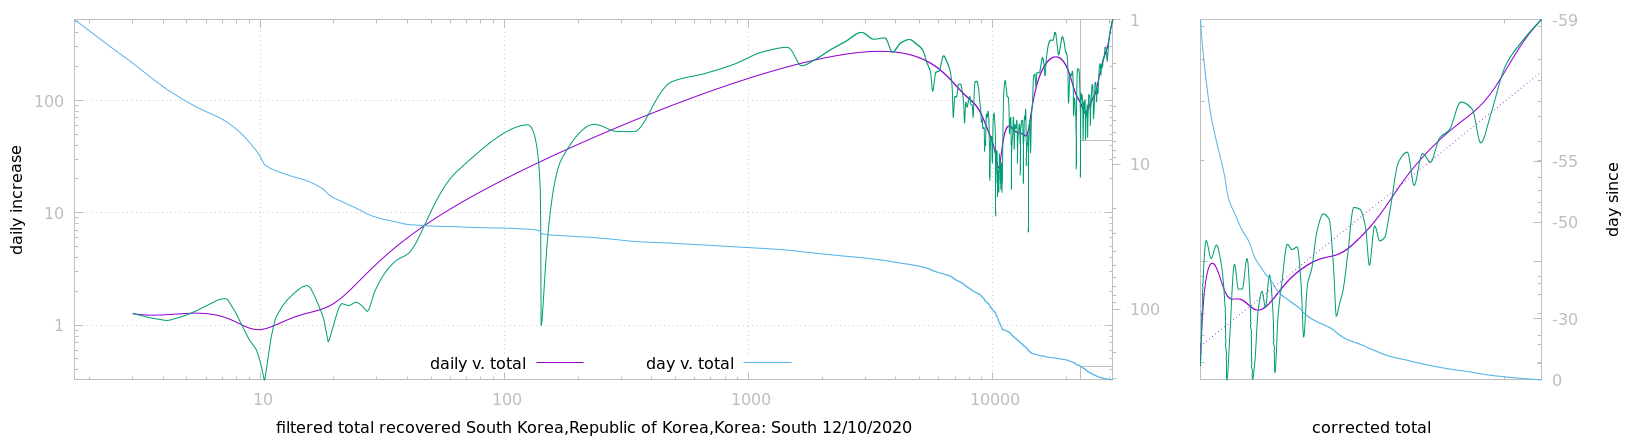 daily increase
100
10
1
daily v. total
day v. total
10
100
1000
10000
1
10
100
filtered total recovered South Korea,Republic of Korea,Korea: South 12/10/2020
-59
-55
-50
-30
0
day since
corrected total